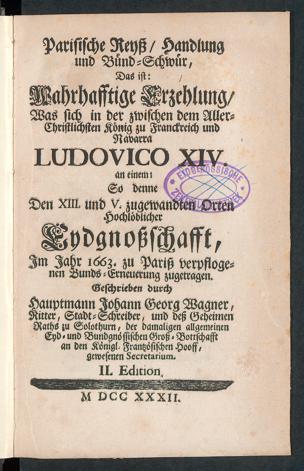 Parisische Reyß/ Handlung
und Bünd-Schwür,
Das ist:
Wahrhafftige Erzehlung/
Was sich in der zwischen dem Aller-
Christlichsten König zu Franckreich und
Navarra
LUDOVICO XIV.
an einem:
So denne
Den XIII. und V. zugewandten Orten
Hochlöblicher
Eydgnoßschafft,
Im Jahr 1663. zu Pariß verpfloge-
nen Bunds-Erneuerung zugetragen.
Geschrieben durch
Hauptmann Johann Georg Wagner,
Ritter, Stadt-Schreiber, und deß Geheimen
Raths zu Solothurn, der damaligen allgemeinen
Eyd- und Bundgnößischen Groß-Bottschafft
an den Königl. Frantzösischen Hooff,
gewesenen Secretarium.
II. Edition.
M DCC XXXII.
EIDGENÖSSISCHE